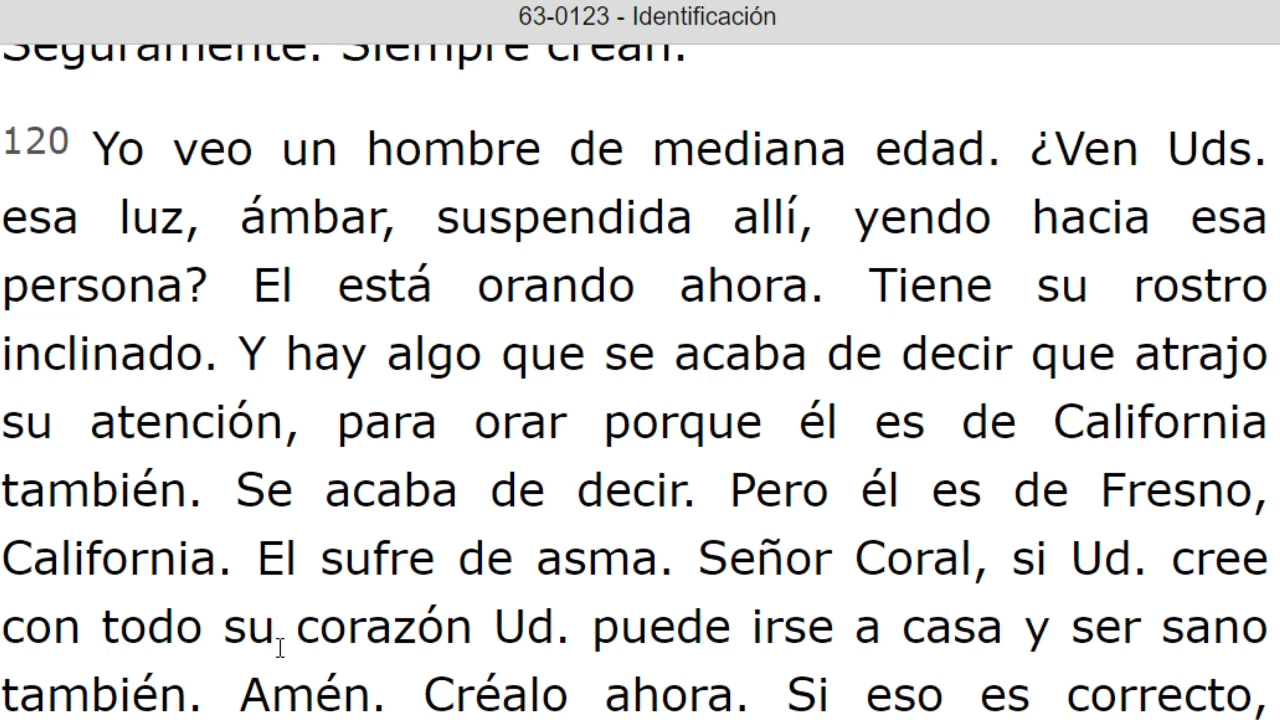 63-0123 - Identificación
Seguramente. Siempre crean.
120 Yo veo un hombre de mediana edad. ¿Ven Uds.
esa luz, ámbar, suspendida allí, yendo hacia esa
persona? El está orando ahora. Tiene su rostro
inclinado. Y hay algo que se acaba de decir que atrajo
su atención, para orar porque él es de California
también. Se acaba de decir. Pero él es de Fresno,
California. El sufre de asma. Señor Coral, si Ud. cree
con todo su corazón Ud. puede irse a casa y ser sano
también. Amén. Créalo ahora. Si eso es correcto,